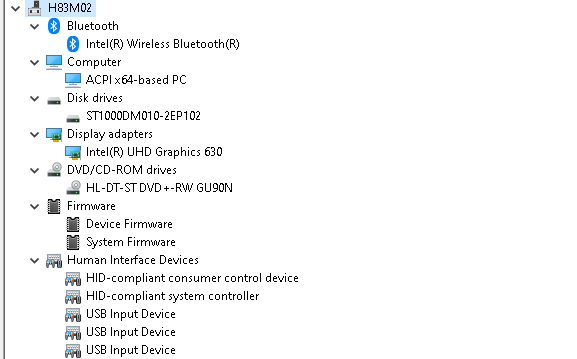 H83M02
Bluetooth
Intel(R) Wireless Bluetooth(R)
Computer
ACPI x64-based PC
Disk drives
ST1000DM010-2EP102
Display adapters
Intel(R) UHD Graphics 630
DVD/CD-ROM drives
HL-DT-ST DVD+-RW GU90N
Firmware
Device Firmware
System Firmware
Human Interface Devices
HID-compliant consumer control device
HID-compliant system controller
USB Input Device
USB Input Device
USB Input Device